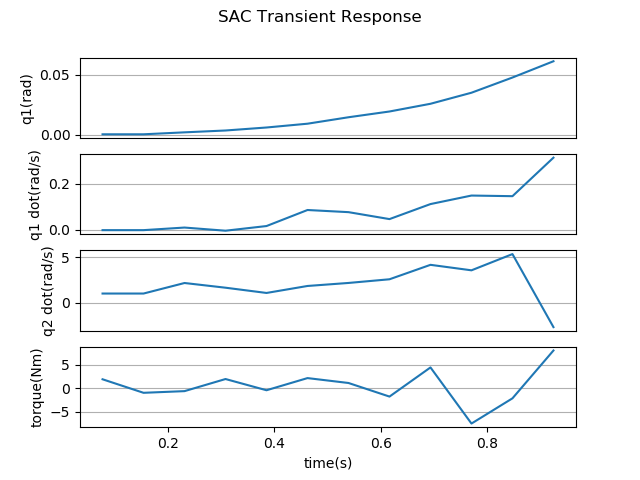 SAC Transient Response
q1(rad)
0.05
0.00
q1 dot(rad/s)
0.2
0.0
q2 dot(rad/s)
5
0
torque(Nm)
5
0
−5
0.2 0.4 0.6 0.8
time(s)